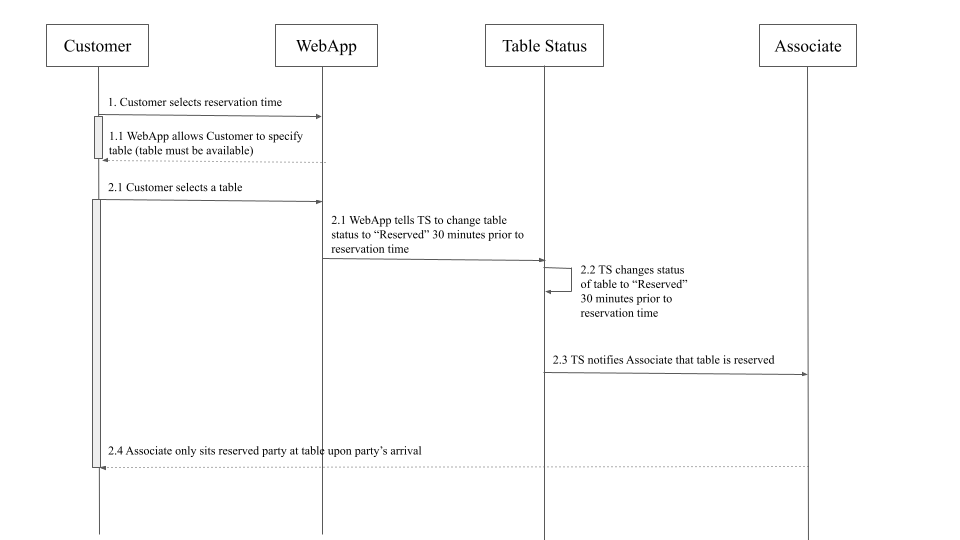 Customer
WebApp
Table Status
Associate
1. Customer selects reservation time
1.1 WebApp allows Customer to specify
table (table must be available)
2.1 Customer selects a table
2.1 WebApp tells TS to change table
status to “Reserved” 30 minutes prior to
reservation time
2.2 TS changes status
of table to “Reserved”
30 minutes prior to
reservation time
2.3 TS notifies Associate that table is reserved
2.4 Associate only sits reserved party at table upon party’s arrival